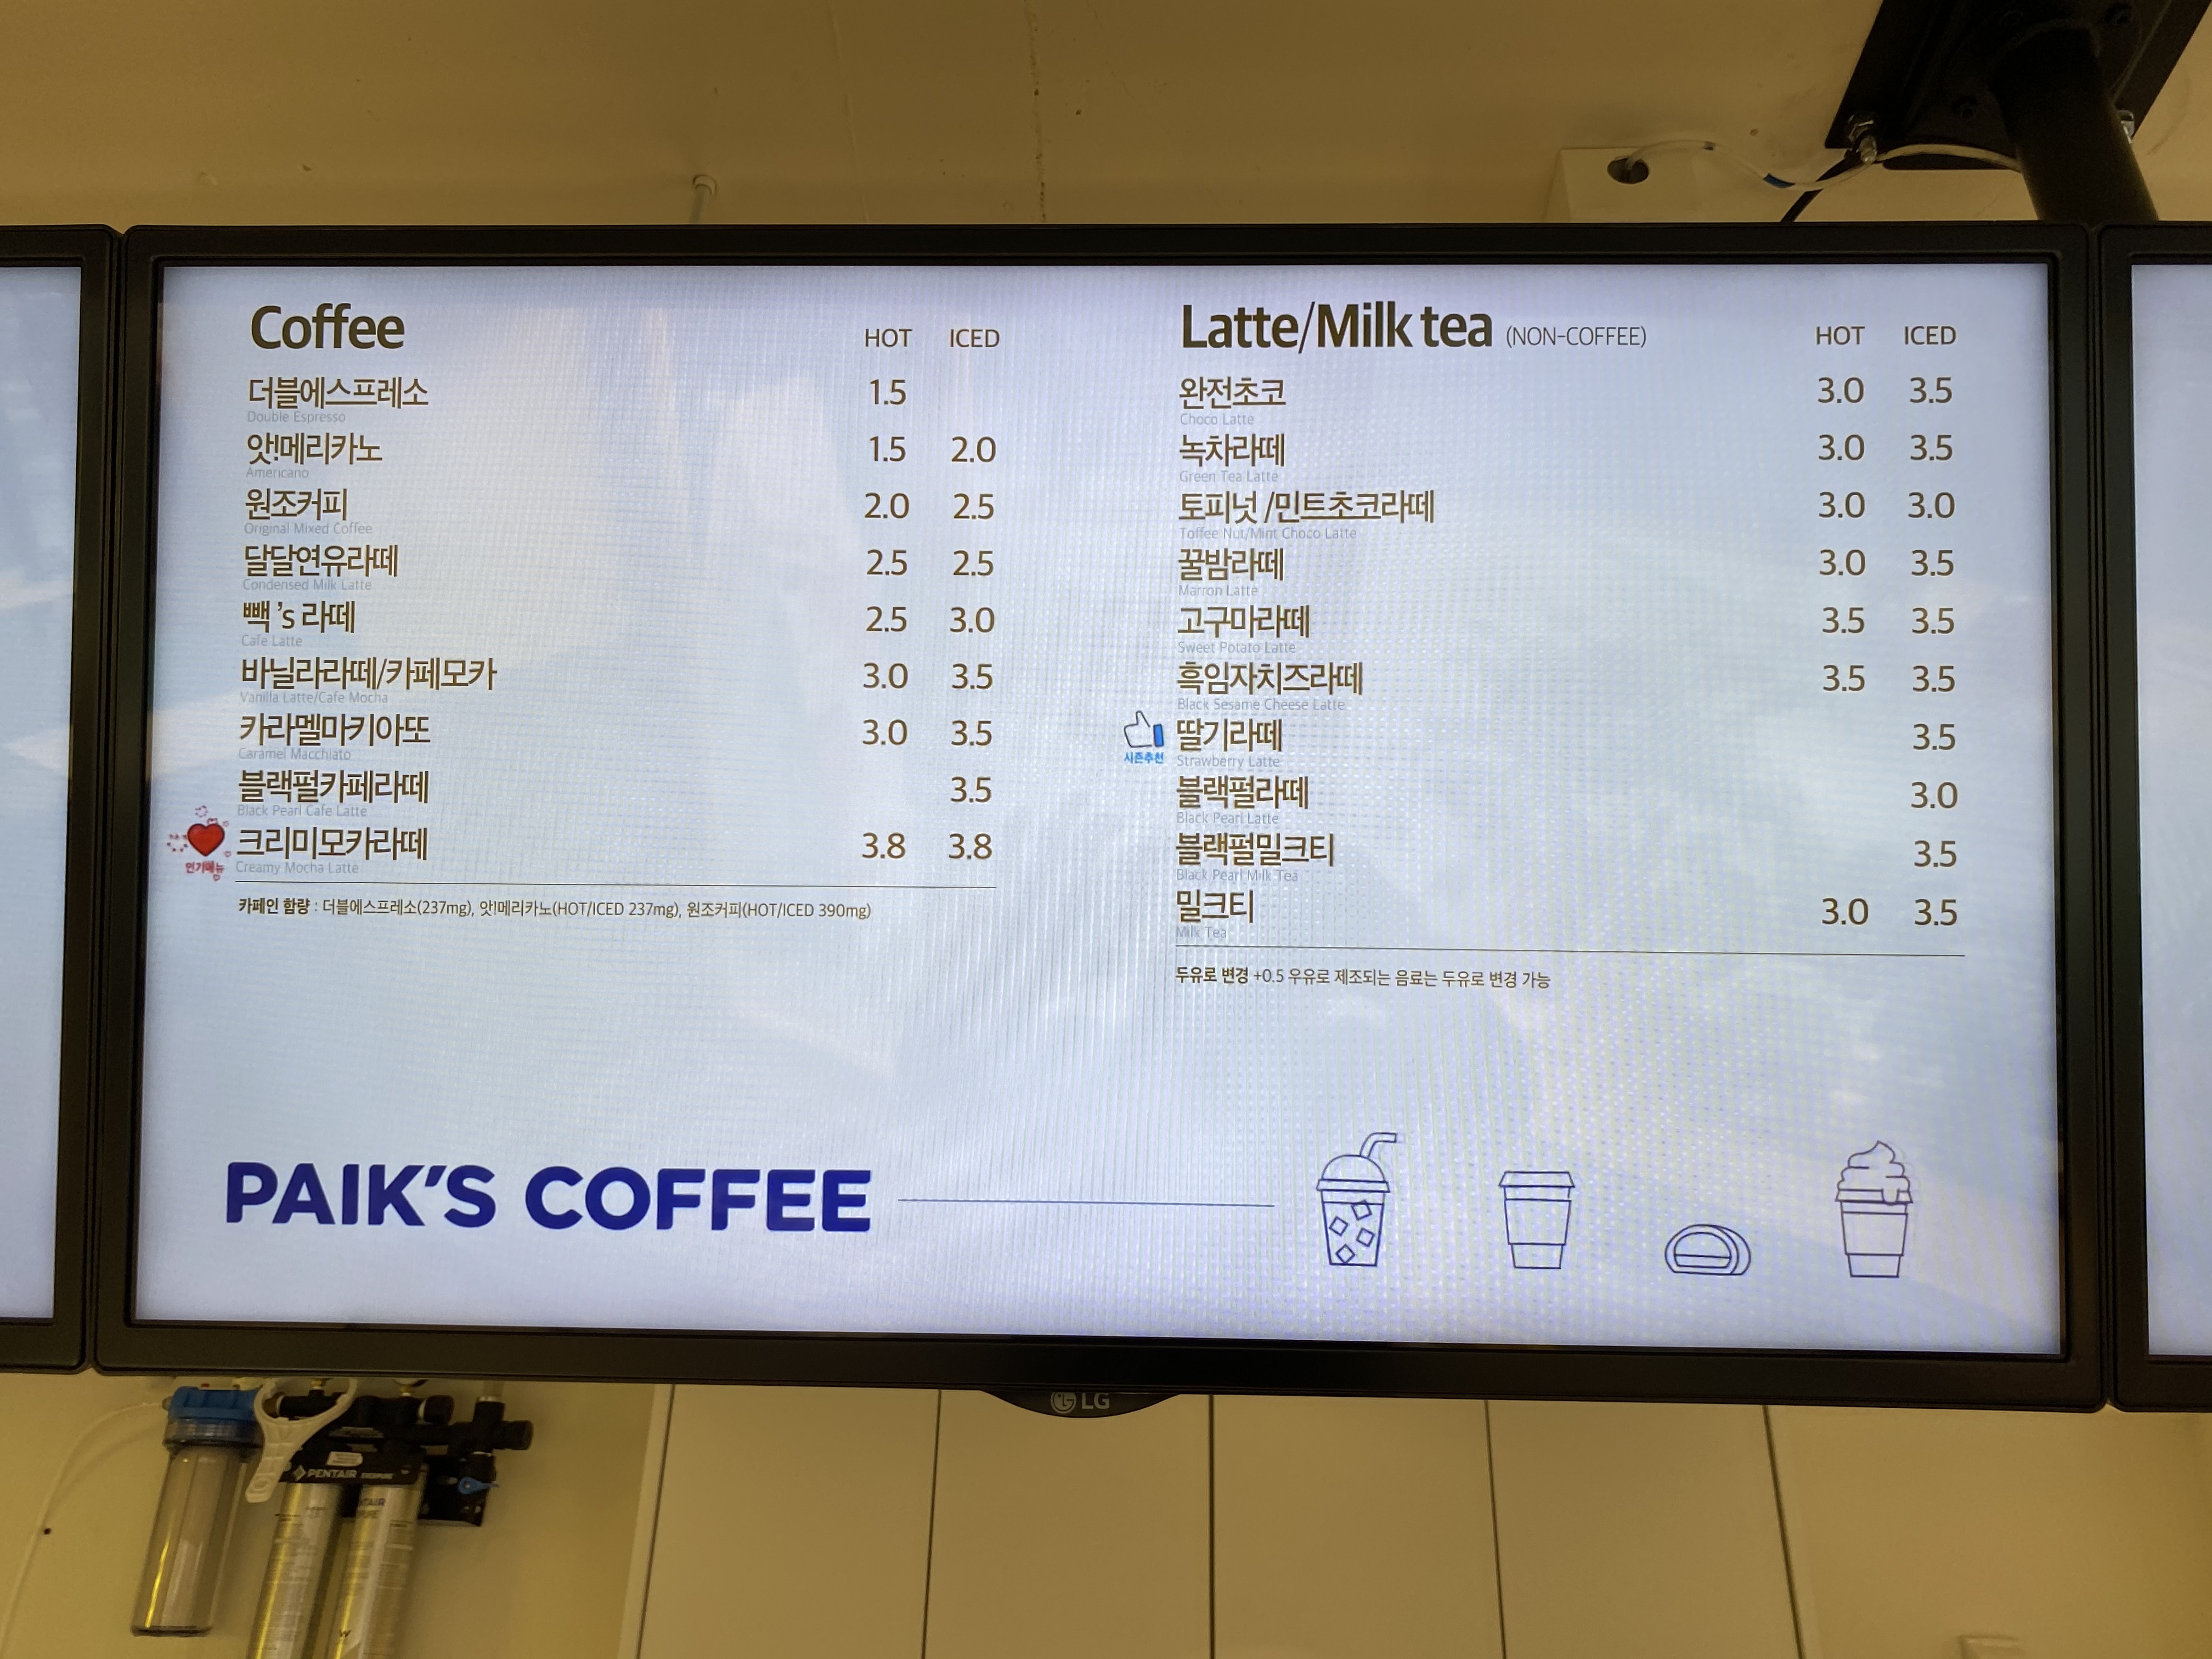 Coffee HOT ICED
더블에스프레소 1.5
Double Espresso
앗!메리카노 1.5 2.0
Americano
원조커피 2.0 2.5
Original Mixed Coffee
달달연유라떼 2.5 2.5
Condensed Milk Latte
빽's 라떼 2.5 3.0
Cafe Latte
바닐라라떼/카페모카 3.0 3.5
Vanilla Latte/Cafe Mocha
카라멜마키아또 3.0 3.5
Caramel Macchiato
블랙펄카페라떼 3.5
Black Pearl Cafe Latte
인기메뉴
크리미모카라떼 3.8 3.8
Creamy Mocha Latte
카페인 함량 : 더블에스프레소(237mg), 앗!메리카노(HOT/ICED 237mg), 원조커피(HOT/ICED 390mg)
Latte/Milk tea (NON-COFFEE) HOT ICED
완전초코 3.0 3.5
Choco Latte
녹차라떼 3.0 3.5
Green Tea Latte
토피넛 /민트초코라떼 3.0 3.0
Toffee Nut/Mint Choco Latte
꿀밤라떼 3.0 3.5
Marron Latte
고구마라떼 3.5 3.5
Sweet Potato Latte
흑임자치즈라떼 3.5 3.5
Black Sesame Cheese Latte
시즌추천
딸기라떼 3.5
Strawberry Latte
블랙펄라떼 3.0
Black Pearl Latte
블랙펄밀크티 3.5
Black Pearl Milk Tea
밀크티 3.0 3.5
Milk Tea
두유로 변경 +0.5 우유로 제조되는 음료는 두유로 변경 가능
PAIK'S COFFEE
LG
PENTAIR